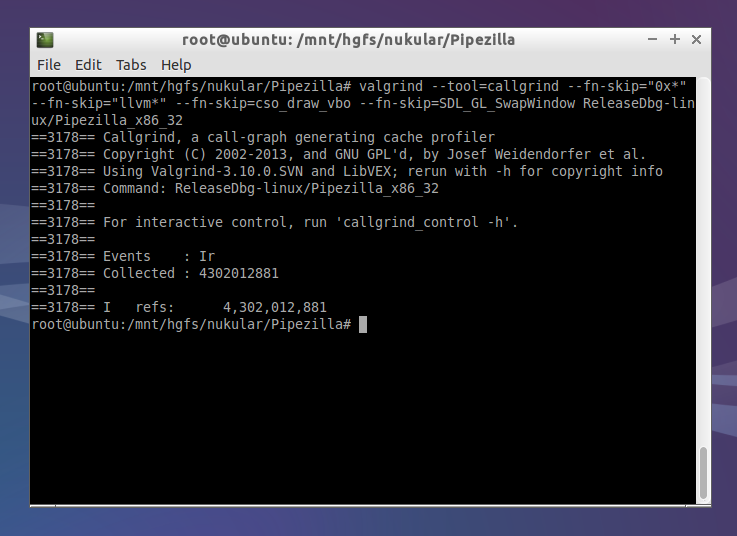 root@ubuntu: /mnt/hgfs/nukular/Pipezilla
File Edit Tabs Help
root@ubuntu:/mnt/hgfs/nukular/Pipezilla# valgrind --tool=callgrind --fn-skip="0x*"
--fn-skip="llvm*" --fn-skip=cso_draw_vbo --fn-skip=SDL_GL_SwapWindow ReleaseDbg-lin
ux/Pipezilla_x86_32
==3178== Callgrind, a call-graph generating cache profiler
==3178== Copyright (C) 2002-2013, and GNU GPL'd, by Josef Weidendorfer et al.
==3178== Using Valgrind-3.10.0.SVN and LibVEX; rerun with -h for copyright info
==3178== Command: ReleaseDbg-linux/Pipezilla_x86_32
==3178==
==3178== For interactive control, run 'callgrind_control -h'.
==3178==
==3178== Events    : Ir
==3178== Collected : 4302012881
==3178==
==3178== I   refs:      4,302,012,881
root@ubuntu:/mnt/hgfs/nukular/Pipezilla#